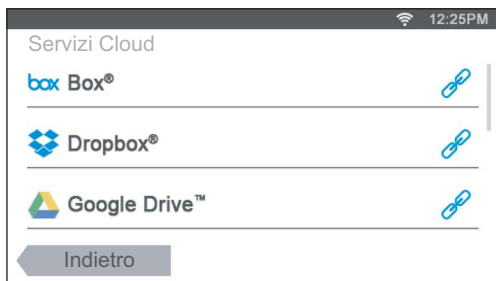 12:25PM
Servizi Cloud
box Box®
Dropbox®
Google Drive™
Indietro